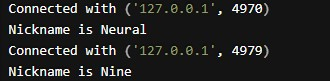 Connected with ('127.0.0.1', 4970)
Nickname is Neural
Connected with ('127.0.0.1', 4979)
Nickname is Nine